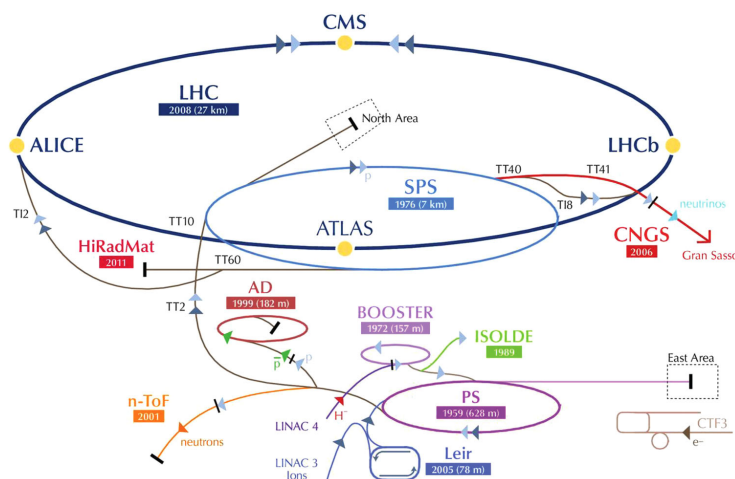 CMS
LHC
2008 (27 km)
North Area
ALICE
LHCb
TT40
TT41
SPS
1976 (7 km)
TI8
neutrinos
TI2
TT10
ATLAS
CNGS
2006
Gran Sasso
HiRadMat
2011
TT60
AD
1999 (182 m)
TT2
BOOSTER
1972 (157 m)
ISOLDE
1989
p
p
p
East Area
n-ToF
2001
PS
1959 (628 m)
LINAC 4
H⁻
neutrons
CTF3
e⁻
LINAC 3
Ions
Leir
2005 (78 m)